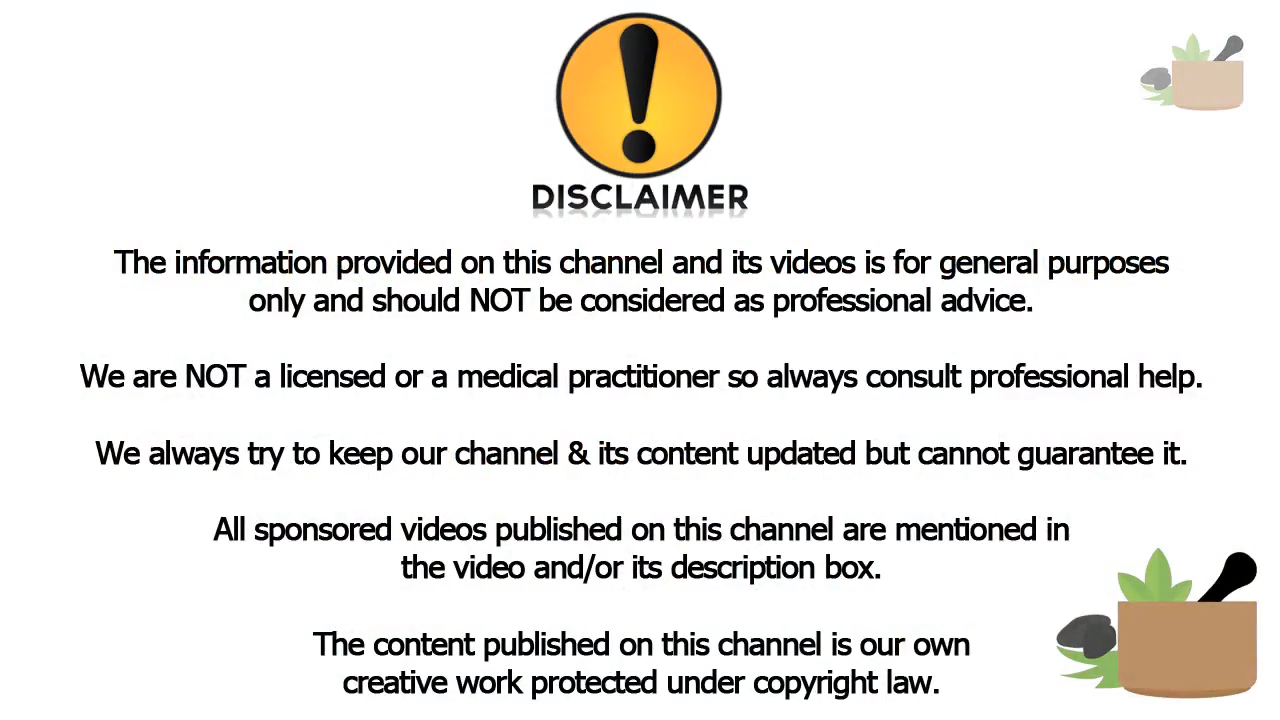 DISCLAIMER
The information provided on this channel and its videos is for general purposes
only and should NOT be considered as professional advice.
We are NOT a licensed or a medical practitioner so always consult professional help.
We always try to keep our channel & its content updated but cannot guarantee it.
All sponsored videos published on this channel are mentioned in
the video and/or its description box.
The content published on this channel is our own
creative work protected under copyright law.